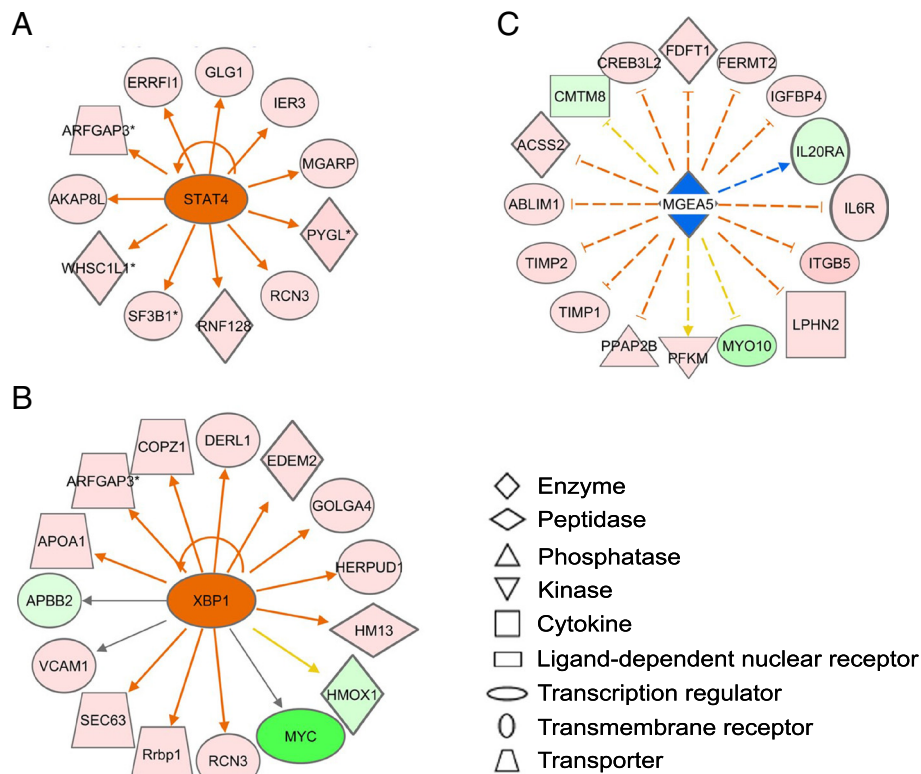 A
GLG1
ERRFI1
IER3
ARFGAP3*
MGARP
STAT4
AKAP8L
PYGL*
WHSC1L1*
RCN3
SF3B1*
RNF128
C
FDFT1
CREB3L2
FERMT2
CMTM8
IGFBP4
ACSS2
IL20RA
MGEA5
ABLIM1
IL6R
TIMP2
ITGB5
TIMP1
LPHN2
PPAP2B
PFKM
MYO10
B
DERL1
COPZ1
EDEM2
ARFGAP3*
GOLGA4
APOA1
HERPUD1
XBP1
APBB2
HM13
VCAM1
HMOX1
SEC63
MYC
Rrbp1
RCN3
Enzyme
Peptidase
Phosphatase
Kinase
Cytokine
Ligand-dependent nuclear receptor
Transcription regulator
Transmembrane receptor
Transporter